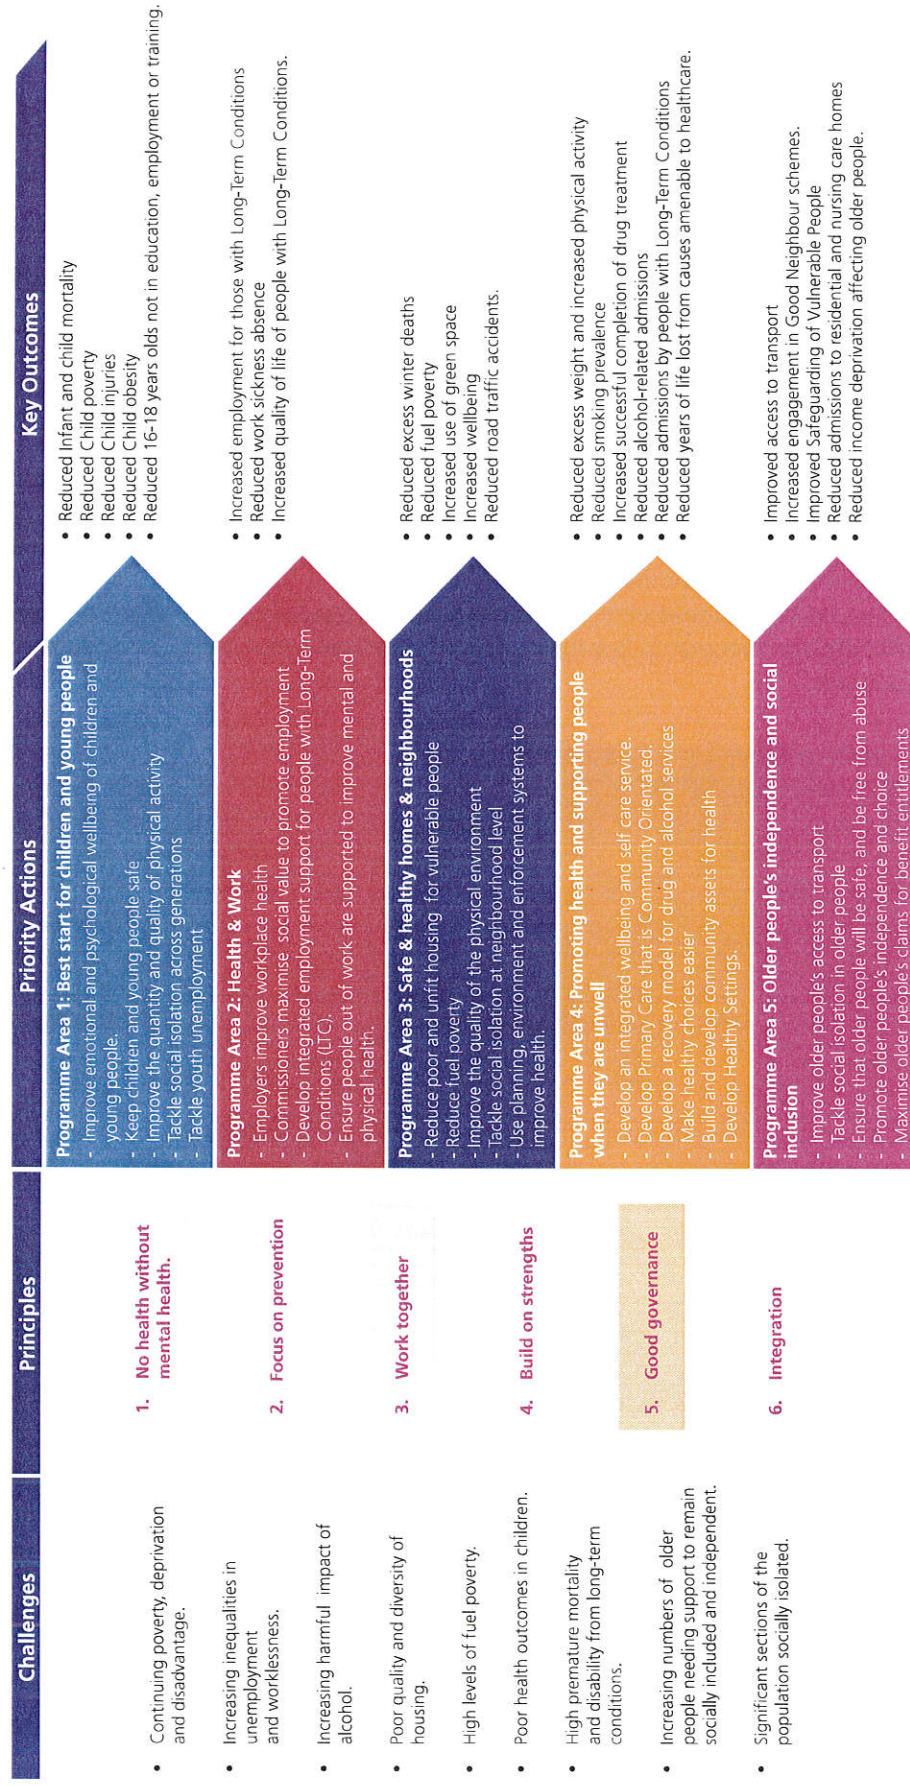 Challenges
Principles
Priority Actions
Key Outcomes
• Continuing poverty, deprivation
and disadvantage.
• Increasing inequalities in
unemployment
and worklessness.
• Increasing harmful impact of
alcohol.
• Poor quality and diversity of
housing.
• High levels of fuel poverty.
• Poor health outcomes in children.
• High premature mortality
and disability from long-term
conditions.
• Increasing numbers of older
people needing support to remain
socially included and independent.
• Significant sections of the
population socially isolated.
1. No health without
mental health.
2. Focus on prevention
3. Work together
4. Build on strengths
5. Good governance
6. Integration
Programme Area 1: Best start for children and young people
- Improve emotional and psychological wellbeing of children and
young people.
- Keep children and young people safe
- Improve the quantity and quality of physical activity
- Tackle social isolation across generations
- Tackle youth unemployment
• Reduced Infant and child mortality
• Reduced Child poverty
• Reduced Child injuries
• Reduced Child obesity
• Reduced 16-18 years olds not in education, employment or training.
Programme Area 2: Health & Work
- Employers improve workplace health
- Commissioners maximise social value to promote employment
- Develop integrated employment support for people with Long-Term
Conditions (LTC).
- Ensure people out of work are supported to improve mental and
physical health.
• Increased employment for those with Long-Term Conditions
• Reduced work sickness absence
• Increased quality of life of people with Long-Term Conditions.
Programme Area 3: Safe & healthy homes & neighbourhoods
- Reduce poor and unfit housing for vulnerable people
- Reduce fuel poverty
- Improve the quality of the physical environment
- Tackle social isolation at neighbourhood level
- Use planning, environment and enforcement systems to
improve health.
• Reduced excess winter deaths
• Reduced fuel poverty
• Increased use of green space
• Increased wellbeing
• Reduced road traffic accidents.
Programme Area 4: Promoting health and supporting people
when they are unwell
- Develop an integrated wellbeing and self care service.
- Develop Primary Care that is Community Orientated.
- Develop a recovery model for drug and alcohol services
- Make healthy choices easier
- Build and develop community assets for health
- Develop Healthy Settings.
• Reduced excess weight and increased physical activity
• Reduced smoking prevalence
• Increased successful completion of drug treatment
• Reduced alcohol-related admissions
• Reduced admissions by people with Long-Term Conditions
• Reduced years of life lost from causes amenable to healthcare.
Programme Area 5: Older people's independence and social
inclusion
- Improve older people's access to transport
- Tackle social isolation in older people
- Ensure that older people will be safe, and be free from abuse
- Promote older people's independence and choice
- Maximise older people's claims for benefit entitlements
• Improved access to transport
• Increased engagement in Good Neighbour schemes.
• Improved Safeguarding of Vulnerable People
• Reduced admissions to residential and nursing care homes
• Reduced income deprivation affecting older people.